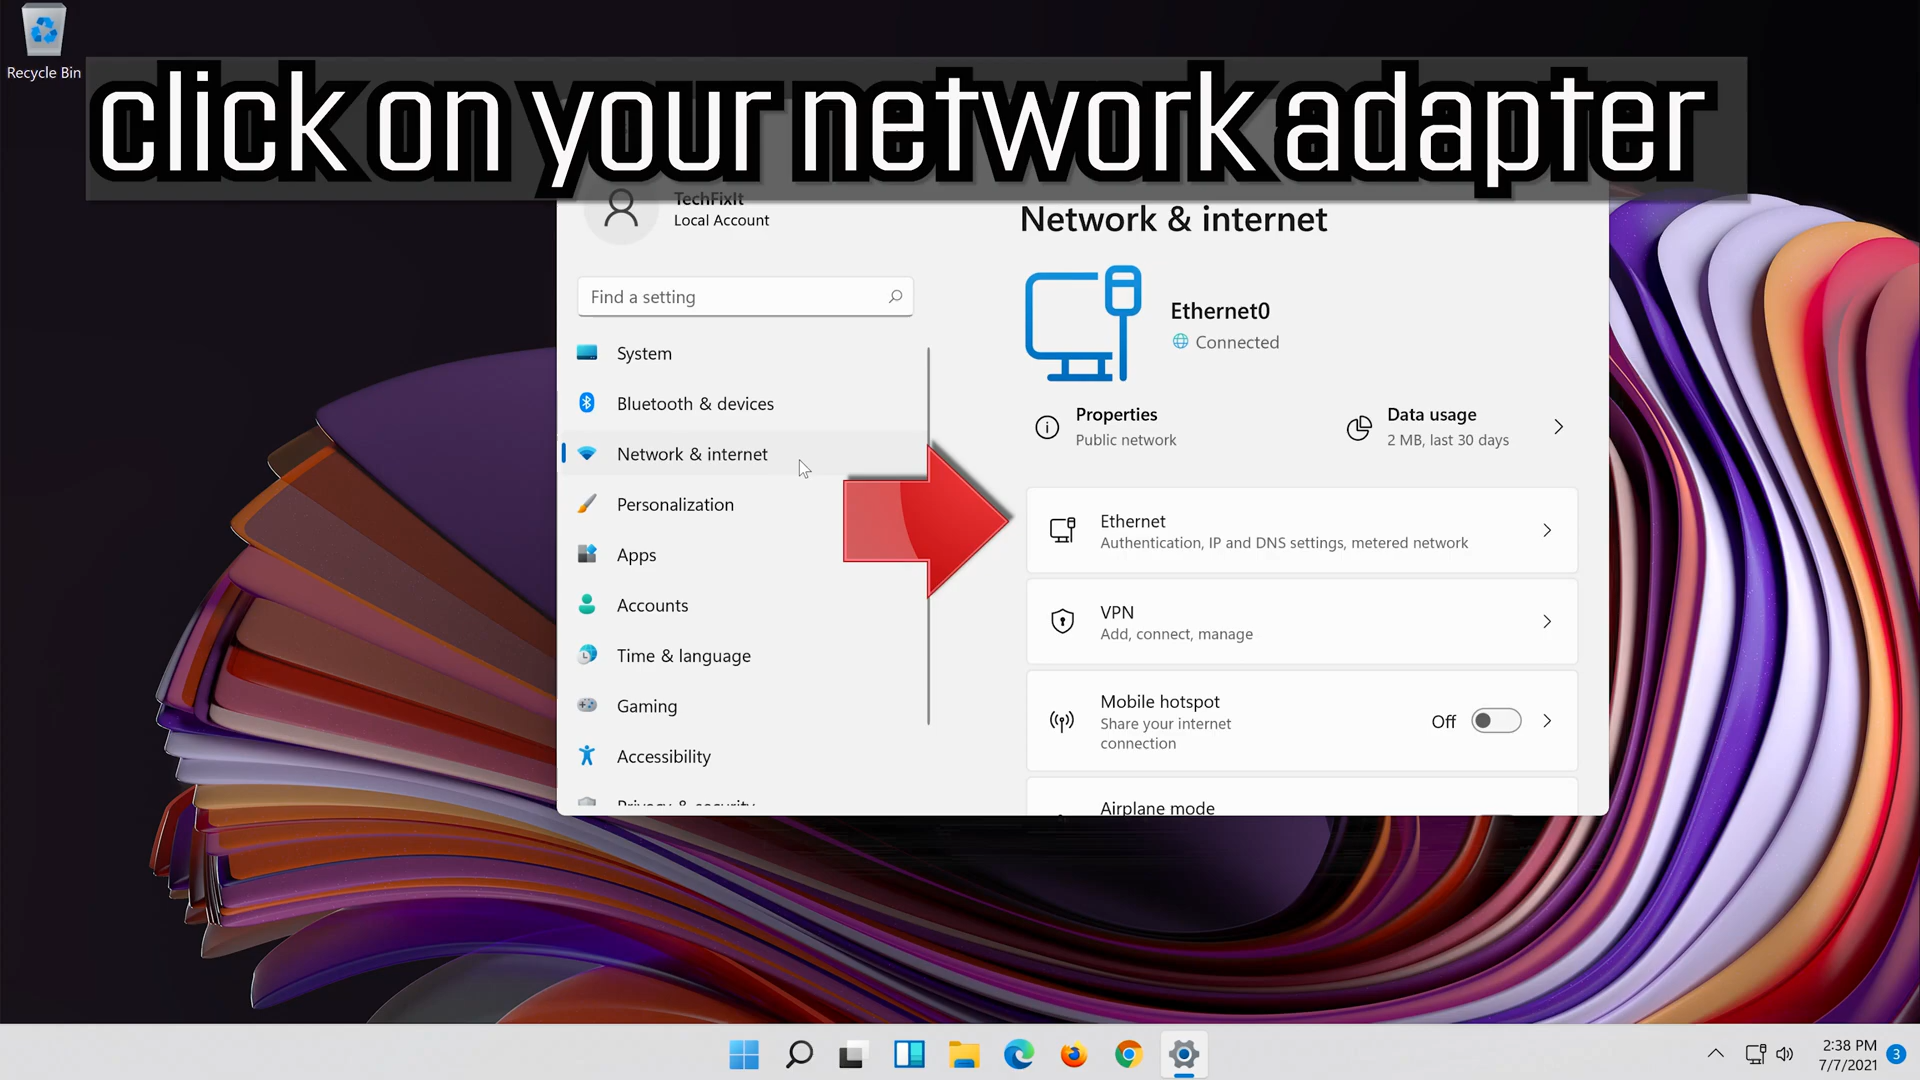 Recycle Bin
click on your network adapter
TechFixIt
Local Account
Find a setting
System
Bluetooth & devices
Network & internet
Personalization
Apps
Accounts
Time & language
Gaming
Accessibility
Privacy & security
Network & internet
Ethernet0
Connected
Properties
Public network
Data usage
2 MB, last 30 days
Ethernet
Authentication, IP and DNS settings, metered network
VPN
Add, connect, manage
Mobile hotspot
Share your internet
connection
Off
Airplane mode
2:38 PM
7/7/2021
3